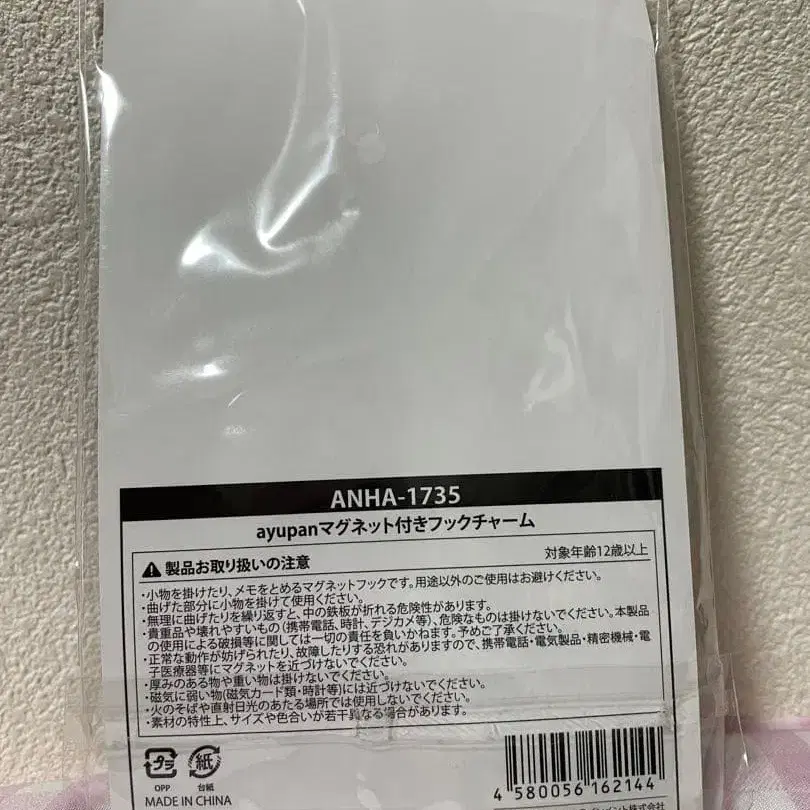 ANHA-1735
ayupanマグネット付きフックチャーム
⚠ 製品お取り扱いの注意 対象年齢12歳以上
・小物を掛けたり、メモをとめるマグネットフックです。用途以外のご使用はお避けください。
・曲げた部分に小物を掛けて使用ください。
・無理に曲げたりを繰り返すと、中の鉄板が折れる危険性があります。
・貴重品や壊れやすいもの(携帯電話、時計、デジカメ等)、危険なものは掛けないでください。本製品
の使用による破損等に関しては一切の責任を負いかねます。予めご了承ください。
・正常な動作が妨げられたり、故障したりする恐れがありますので、携帯電話・電気製品・精密機械・電
子医療器等にマグネットを近づけないでください。
・厚みのある物や重い物は掛けないでください。
・磁気に弱い物(磁気カード類・時計等)には近づけないでください。
・火のそばや直射日光のあたる場所では使用しないでください。
・素材の特性上、サイズや色合いが若干異なる場合があります。
プラ 紙
OPP 台紙
MADE IN CHINA
4 580056 162144
株式会社